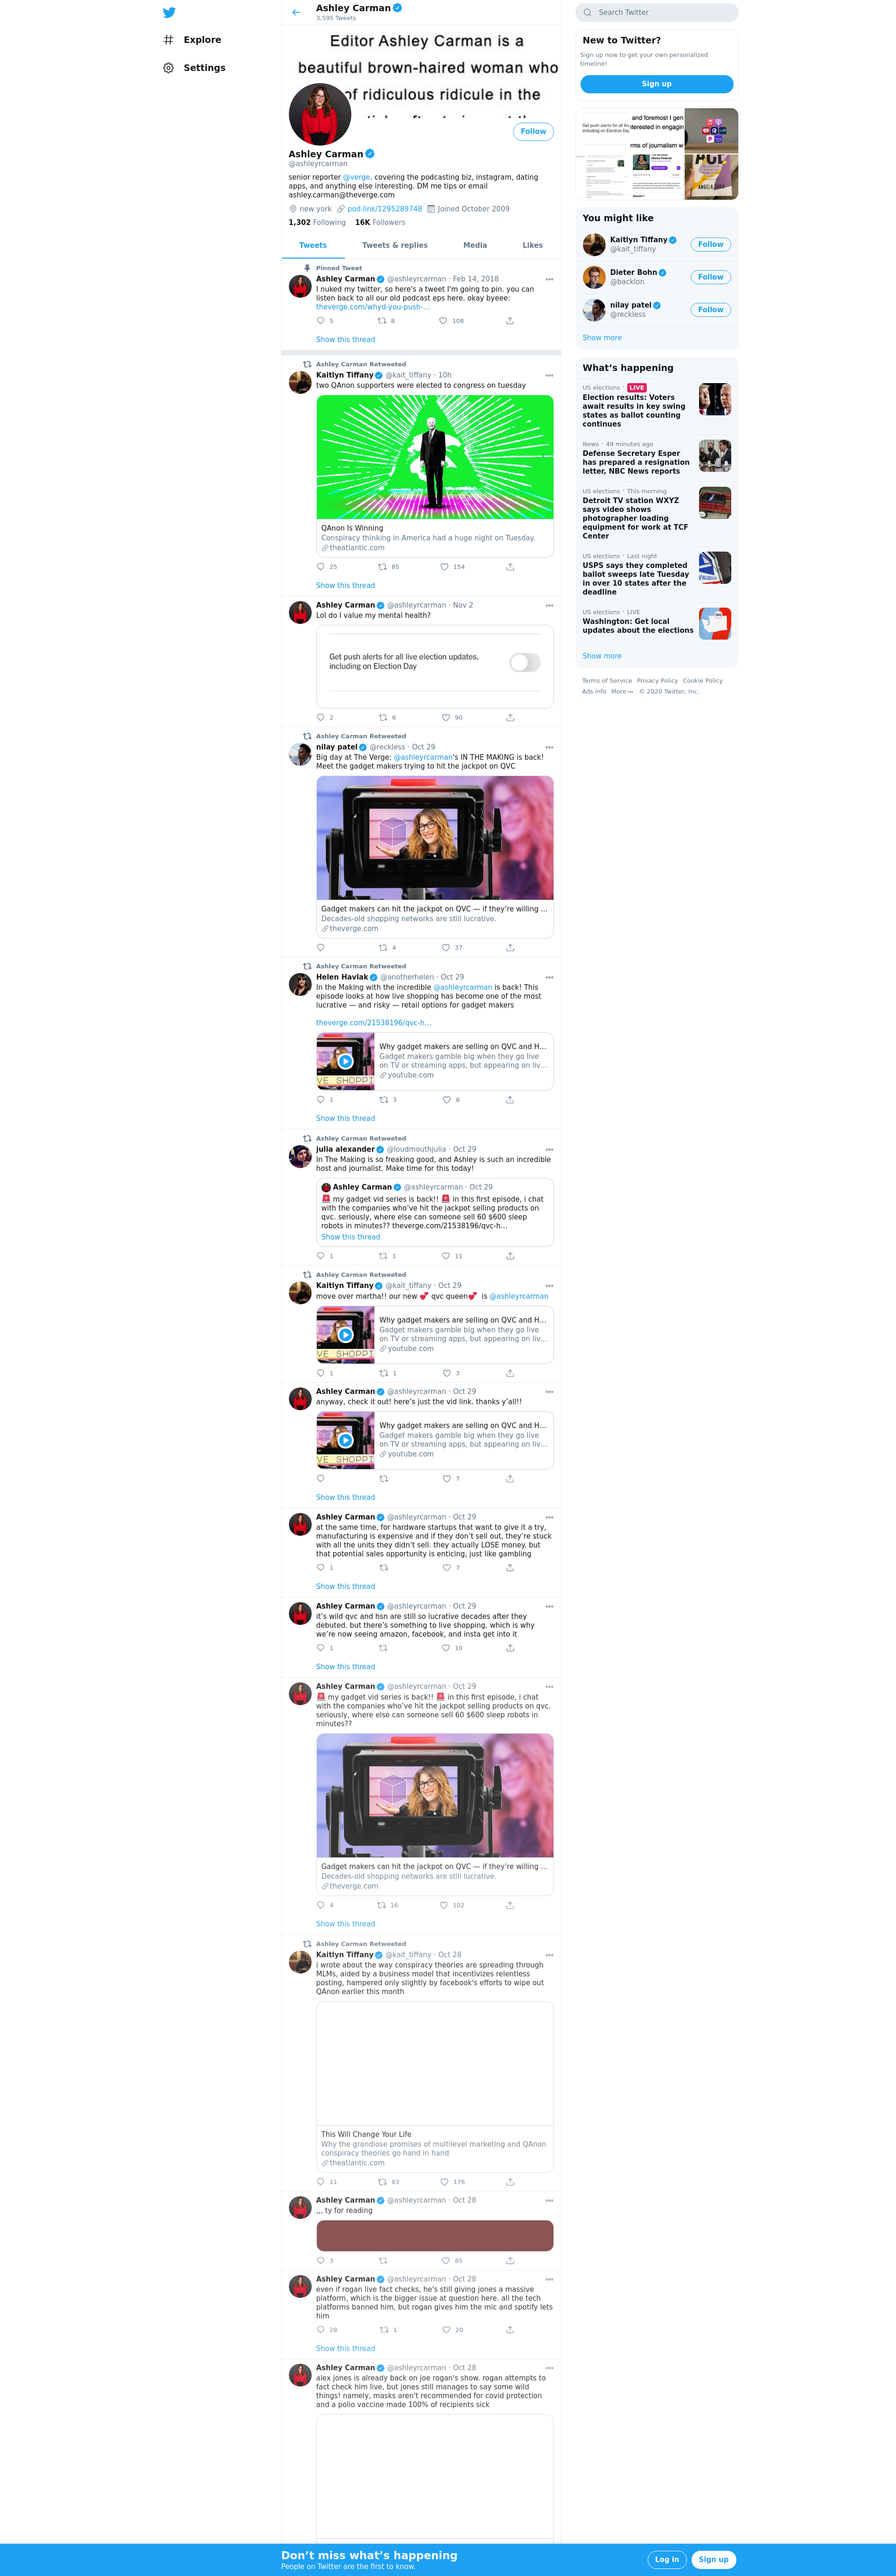 Explore
Settings
Ashley Carman
3,595 Tweets
Editor Ashley Carman is a
beautiful brown-haired woman who
of ridiculous ridicule in the
Follow
Ashley Carman
@ashleyrcarman
senior reporter @verge. covering the podcasting biz, instagram, dating
apps, and anything else interesting. DM me tips or email
ashley.carman@theverge.com
new york pod.link/1295289748 Joined October 2009
1,302 Following 16K Followers
Tweets Tweets & replies Media Likes
Pinned Tweet
Ashley Carman @ashleyrcarman · Feb 14, 2018
I nuked my twitter, so here's a tweet I'm going to pin. you can
listen back to all our old podcast eps here. okay byeee:
theverge.com/whyd-you-push-…
5 8 108
Show this thread
Ashley Carman Retweeted
Kaitlyn Tiffany @kait_tiffany · 10h
two QAnon supporters were elected to congress on tuesday
QAnon Is Winning
Conspiracy thinking in America had a huge night on Tuesday.
theatlantic.com
25 85 154
Show this thread
Ashley Carman @ashleyrcarman · Nov 2
Lol do I value my mental health?
Get push alerts for all live election updates,
including on Election Day
2 6 90
Ashley Carman Retweeted
nilay patel @reckless · Oct 29
Big day at The Verge: @ashleyrcarman's IN THE MAKING is back!
Meet the gadget makers trying to hit the jackpot on QVC
Gadget makers can hit the jackpot on QVC — if they're willing …
Decades-old shopping networks are still lucrative.
theverge.com
4 37
Ashley Carman Retweeted
Helen Havlak @anotherhelen · Oct 29
In the Making with the incredible @ashleyrcarman is back! This
episode looks at how live shopping has become one of the most
lucrative — and risky — retail options for gadget makers
theverge.com/21538196/qvc-h…
VE SHOPPI
Why gadget makers are selling on QVC and H…
Gadget makers gamble big when they go live
on TV or streaming apps, but appearing on liv…
youtube.com
1 3 8
Show this thread
Ashley Carman Retweeted
julia alexander @loudmouthjulia · Oct 29
In The Making is so freaking good, and Ashley is such an incredible
host and journalist. Make time for this today!
Ashley Carman @ashleyrcarman · Oct 29
🚨 my gadget vid series is back!! 🚨 in this first episode, i chat
with the companies who've hit the jackpot selling products on
qvc. seriously, where else can someone sell 60 $600 sleep
robots in minutes?? theverge.com/21538196/qvc-h…
Show this thread
1 1 11
Ashley Carman Retweeted
Kaitlyn Tiffany @kait_tiffany · Oct 29
move over martha!! our new 💕 qvc queen💕 is @ashleyrcarman
VE SHOPPI
Why gadget makers are selling on QVC and H…
Gadget makers gamble big when they go live
on TV or streaming apps, but appearing on liv…
youtube.com
1 1 3
Ashley Carman @ashleyrcarman · Oct 29
anyway, check it out! here's just the vid link. thanks y'all!!
VE SHOPPI
Why gadget makers are selling on QVC and H…
Gadget makers gamble big when they go live
on TV or streaming apps, but appearing on liv…
youtube.com
7
Show this thread
Ashley Carman @ashleyrcarman · Oct 29
at the same time, for hardware startups that want to give it a try,
manufacturing is expensive and if they don't sell out, they're stuck
with all the units they didn't sell. they actually LOSE money. but
that potential sales opportunity is enticing, just like gambling
1 7
Show this thread
Ashley Carman @ashleyrcarman · Oct 29
it's wild qvc and hsn are still so lucrative decades after they
debuted. but there's something to live shopping, which is why
we're now seeing amazon, facebook, and insta get into it
1 10
Show this thread
Ashley Carman @ashleyrcarman · Oct 29
🚨 my gadget vid series is back!! 🚨 in this first episode, i chat
with the companies who've hit the jackpot selling products on qvc.
seriously, where else can someone sell 60 $600 sleep robots in
minutes??
Gadget makers can hit the jackpot on QVC — if they're willing …
Decades-old shopping networks are still lucrative.
theverge.com
4 16 102
Show this thread
Ashley Carman Retweeted
Kaitlyn Tiffany @kait_tiffany · Oct 28
i wrote about the way conspiracy theories are spreading through
MLMs, aided by a business model that incentivizes relentless
posting, hampered only slightly by facebook's efforts to wipe out
QAnon earlier this month
This Will Change Your Life
Why the grandiose promises of multilevel marketing and QAnon
conspiracy theories go hand in hand
theatlantic.com
11 83 176
Ashley Carman @ashleyrcarman · Oct 28
,,, ty for reading
3 85
Ashley Carman @ashleyrcarman · Oct 28
even if rogan live fact checks, he's still giving jones a massive
platform, which is the bigger issue at question here. all the tech
platforms banned him, but rogan gives him the mic and spotify lets
him
28 1 20
Show this thread
Ashley Carman @ashleyrcarman · Oct 28
alex jones is already back on joe rogan's show. rogan attempts to
fact check him live, but jones still manages to say some wild
things! namely, masks aren't recommended for covid protection
and a polio vaccine made 100% of recipients sick
Search Twitter
New to Twitter?
Sign up now to get your own personalized
timeline!
Sign up
Get push alerts for all live
including on Election Day
and foremost I gen
terested in engagin
rms of journalism w
You might like
Kaitlyn Tiffany
@kait_tiffany
Follow
Dieter Bohn
@backlon
Follow
nilay patel
@reckless
Follow
Show more
What's happening
US elections · LIVE
Election results: Voters
await results in key swing
states as ballot counting
continues
News · 49 minutes ago
Defense Secretary Esper
has prepared a resignation
letter, NBC News reports
US elections · This morning
Detroit TV station WXYZ
says video shows
photographer loading
equipment for work at TCF
Center
US elections · Last night
USPS says they completed
ballot sweeps late Tuesday
in over 10 states after the
deadline
US elections · LIVE
Washington: Get local
updates about the elections
Show more
Terms of Service Privacy Policy Cookie Policy
Ads info More © 2020 Twitter, Inc.
Don't miss what's happening
People on Twitter are the first to know.
Log in
Sign up